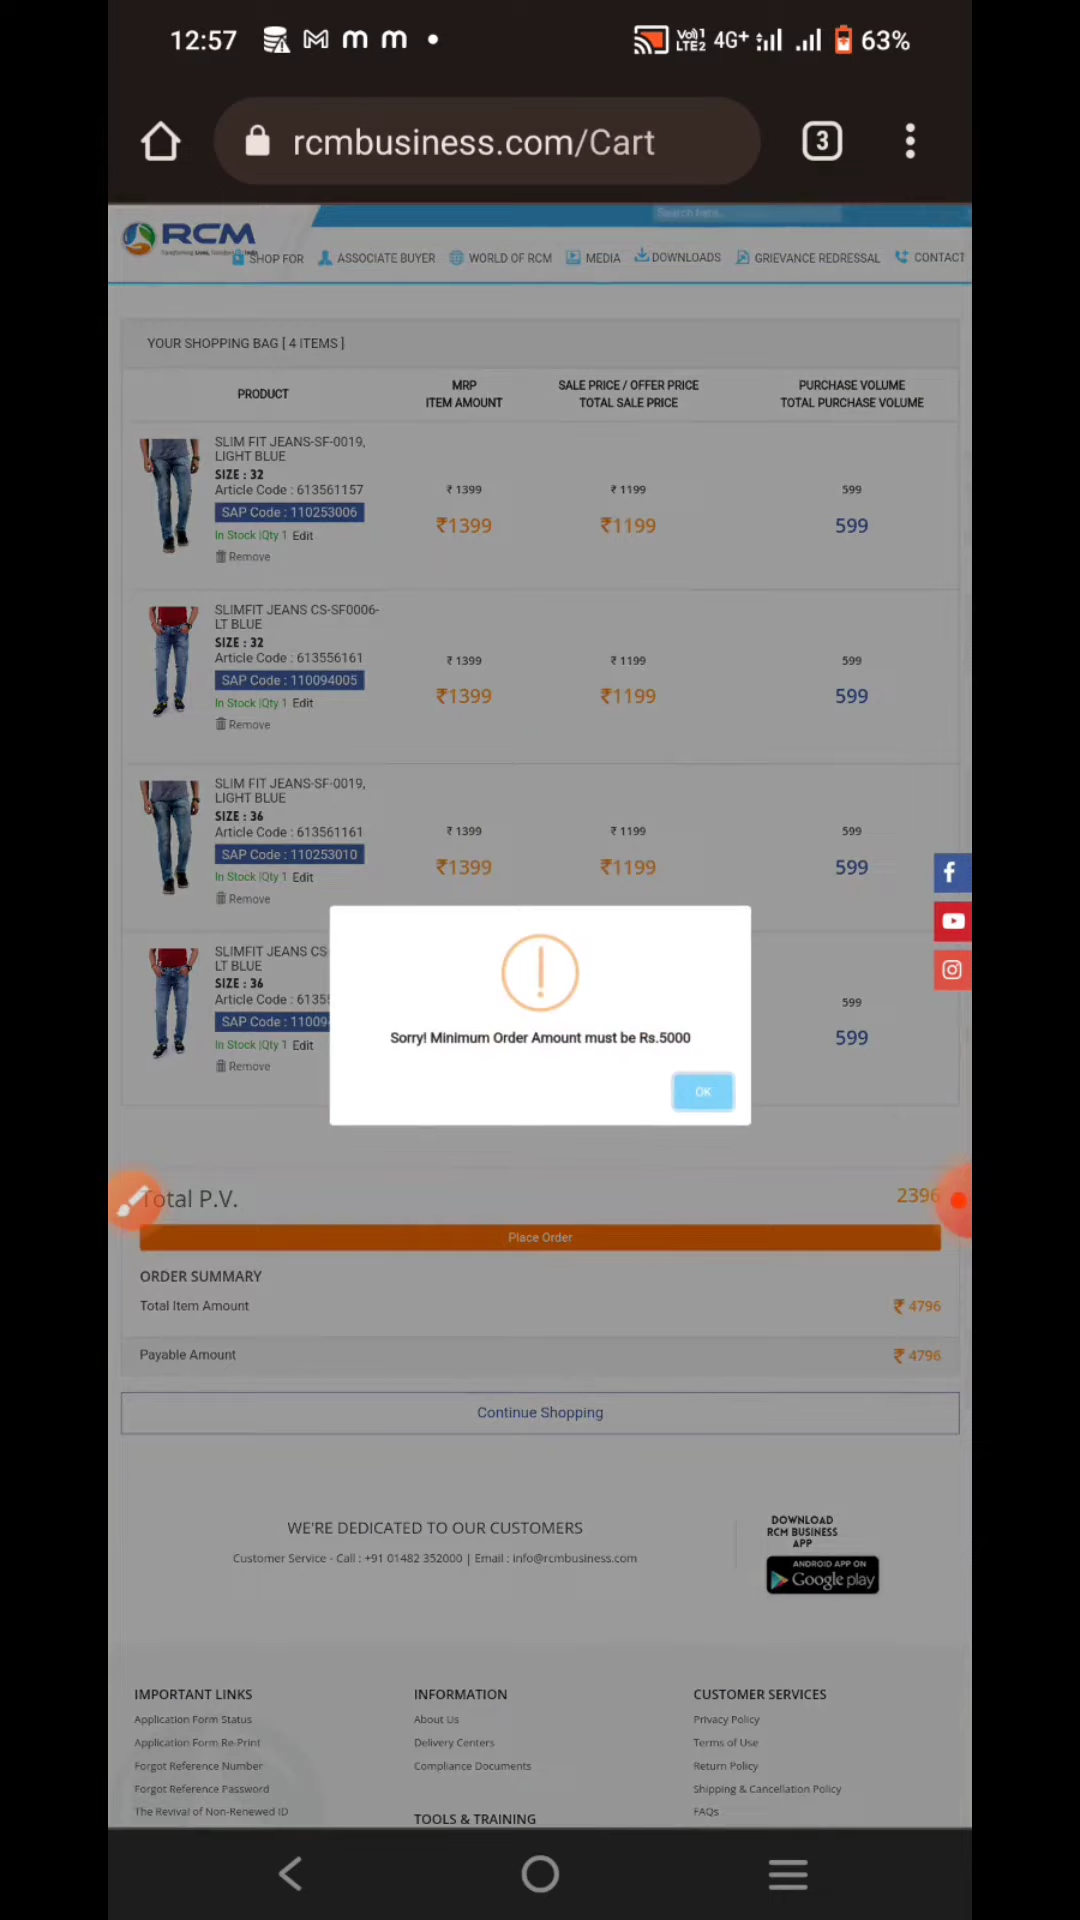 12:57
Vo)) 1
LTE2
4G+
63%
rcmbusiness.com/Cart
3
Search here..
RCM
SHOP FOR
ASSOCIATE BUYER
WORLD OF RCM
MEDIA
DOWNLOADS
GRIEVANCE REDRESSAL
CONTACT
YOUR SHOPPING BAG [ 4 ITEMS ]
PRODUCT
MRP
ITEM AMOUNT
SALE PRICE / OFFER PRICE
TOTAL SALE PRICE
PURCHASE VOLUME
TOTAL PURCHASE VOLUME
SLIM FIT JEANS-SF-0019,
LIGHT BLUE
SIZE : 32
Article Code : 613561157
SAP Code : 110253006
In Stock |Qty 1 Edit
Remove
₹ 1399
₹1399
₹ 1199
₹1199
599
599
SLIMFIT JEANS CS-SF0006-
LT BLUE
SIZE : 32
Article Code : 613556161
SAP Code : 110094005
In Stock |Qty 1 Edit
Remove
₹ 1399
₹1399
₹ 1199
₹1199
599
599
SLIM FIT JEANS-SF-0019,
LIGHT BLUE
SIZE : 36
Article Code : 613561161
SAP Code : 110253010
In Stock |Qty 1 Edit
Remove
₹ 1399
₹1399
₹ 1199
₹1199
599
599
SLIMFIT JEANS CS
LT BLUE
SIZE : 36
Article Code : 6135
SAP Code : 11009
In Stock |Qty 1 Edit
Remove
599
599
Sorry! Minimum Order Amount must be Rs.5000
OK
Total P.V.
2396
Place Order
ORDER SUMMARY
Total Item Amount
₹ 4796
Payable Amount
₹ 4796
Continue Shopping
WE'RE DEDICATED TO OUR CUSTOMERS
Customer Service - Call : +91 01482 352000 | Email : info@rcmbusiness.com
DOWNLOAD
RCM BUSINESS
APP
ANDROID APP ON
Google play
IMPORTANT LINKS
Application Form Status
Application Form Re-Print
Forgot Reference Number
Forgot Reference Password
The Revival of Non-Renewed ID
INFORMATION
About Us
Delivery Centers
Compliance Documents
TOOLS & TRAINING
CUSTOMER SERVICES
Privacy Policy
Terms of Use
Return Policy
Shipping & Cancellation Policy
FAQs